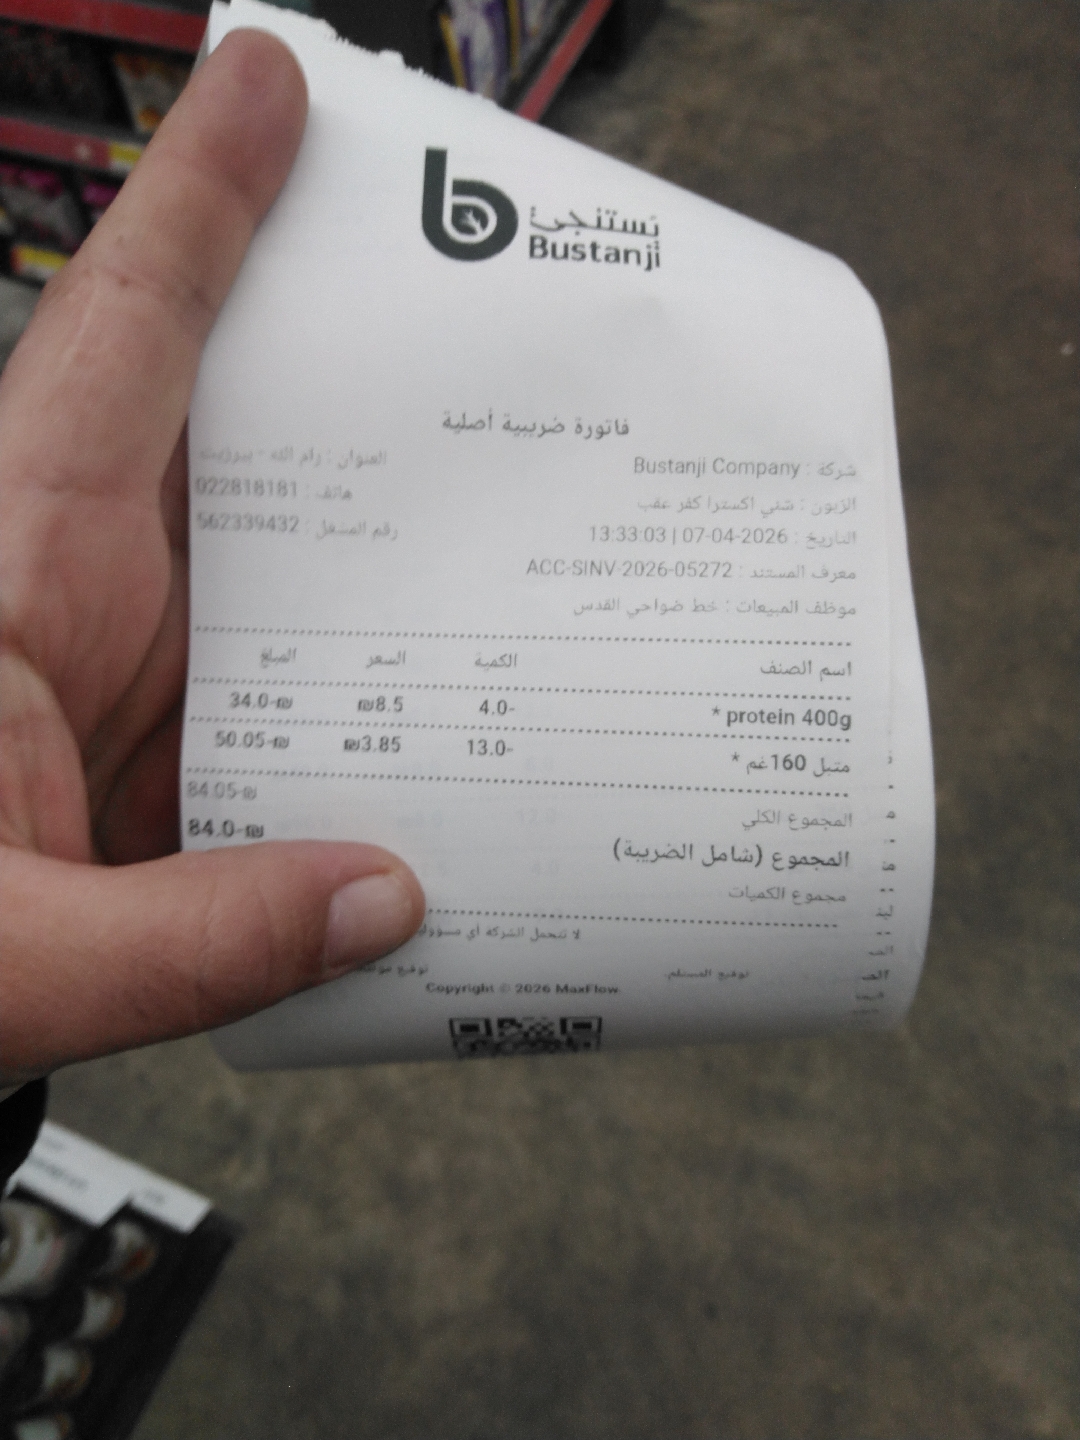 بستنجي
Bustanji
فاتورة ضريبية أصلية
شركة : Bustanji Company
العنوان : رام الله - بيرزيت
الزبون : شني اكسترا كفر عقب
هاتف : 022818181
التاريخ : 2026-04-07 | 13:33:03
رقم المشغل : 562339432
معرف المستند : ACC-SINV-2026-05272
موظف المبيعات : خط ضواحي القدس
اسم الصنف الكمية السعر المبلغ
protein 400g * 4.0- ₪8.5 34.0-₪
متبل 160غم * 13.0- ₪3.85 50.05-₪
المجموع الكلي 84.05-₪
المجموع (شامل الضريبة) 84.0-₪
مجموع الكميات
لا تتحمل الشركة أي
توقيع المستلم توقيع
Copyright © 2026 MaxFlow